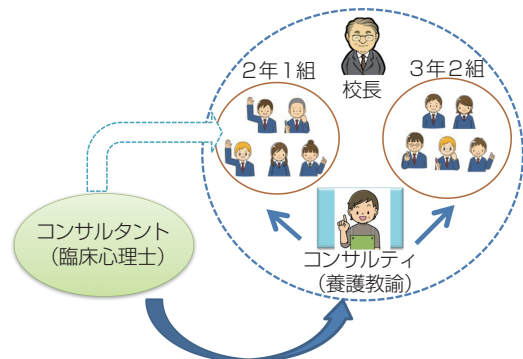 校長
2年1組
3年2組
コンサルタント
（臨床心理士）
コンサルティ
（養護教諭）